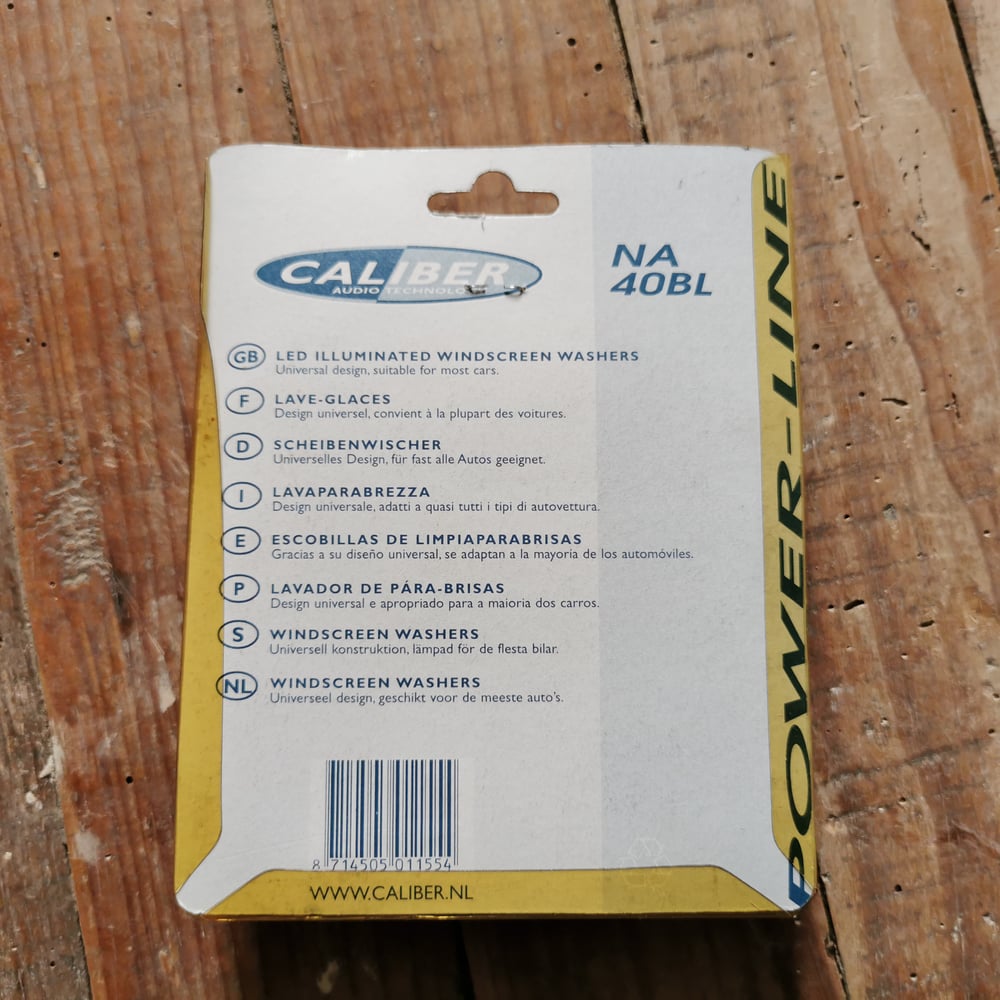 CALIBER
AUDIO TECHNOLO
NA
40BL
POWER-LINE
GB LED ILLUMINATED WINDSCREEN WASHERS
Universal design, suitable for most cars.
F LAVE-GLACES
Design universel, convient à la plupart des voitures.
D SCHEIBENWISCHER
Universelles Design, für fast alle Autos geeignet.
I LAVAPARABREZZA
Design universale, adatti a quasi tutti i tipi di autovettura.
E ESCOBILLAS DE LIMPIAPARABRISAS
Gracias a su diseño universal, se adaptan a la mayoria de los automóviles.
P LAVADOR DE PÁRA-BRISAS
Design universal e apropriado para a maioria dos carros.
S WINDSCREEN WASHERS
Universell konstruktion, lämpad för de flesta bilar.
NL WINDSCREEN WASHERS
Universeel design, geschikt voor de meeste auto's.
8 714505 011554
WWW.CALIBER.NL